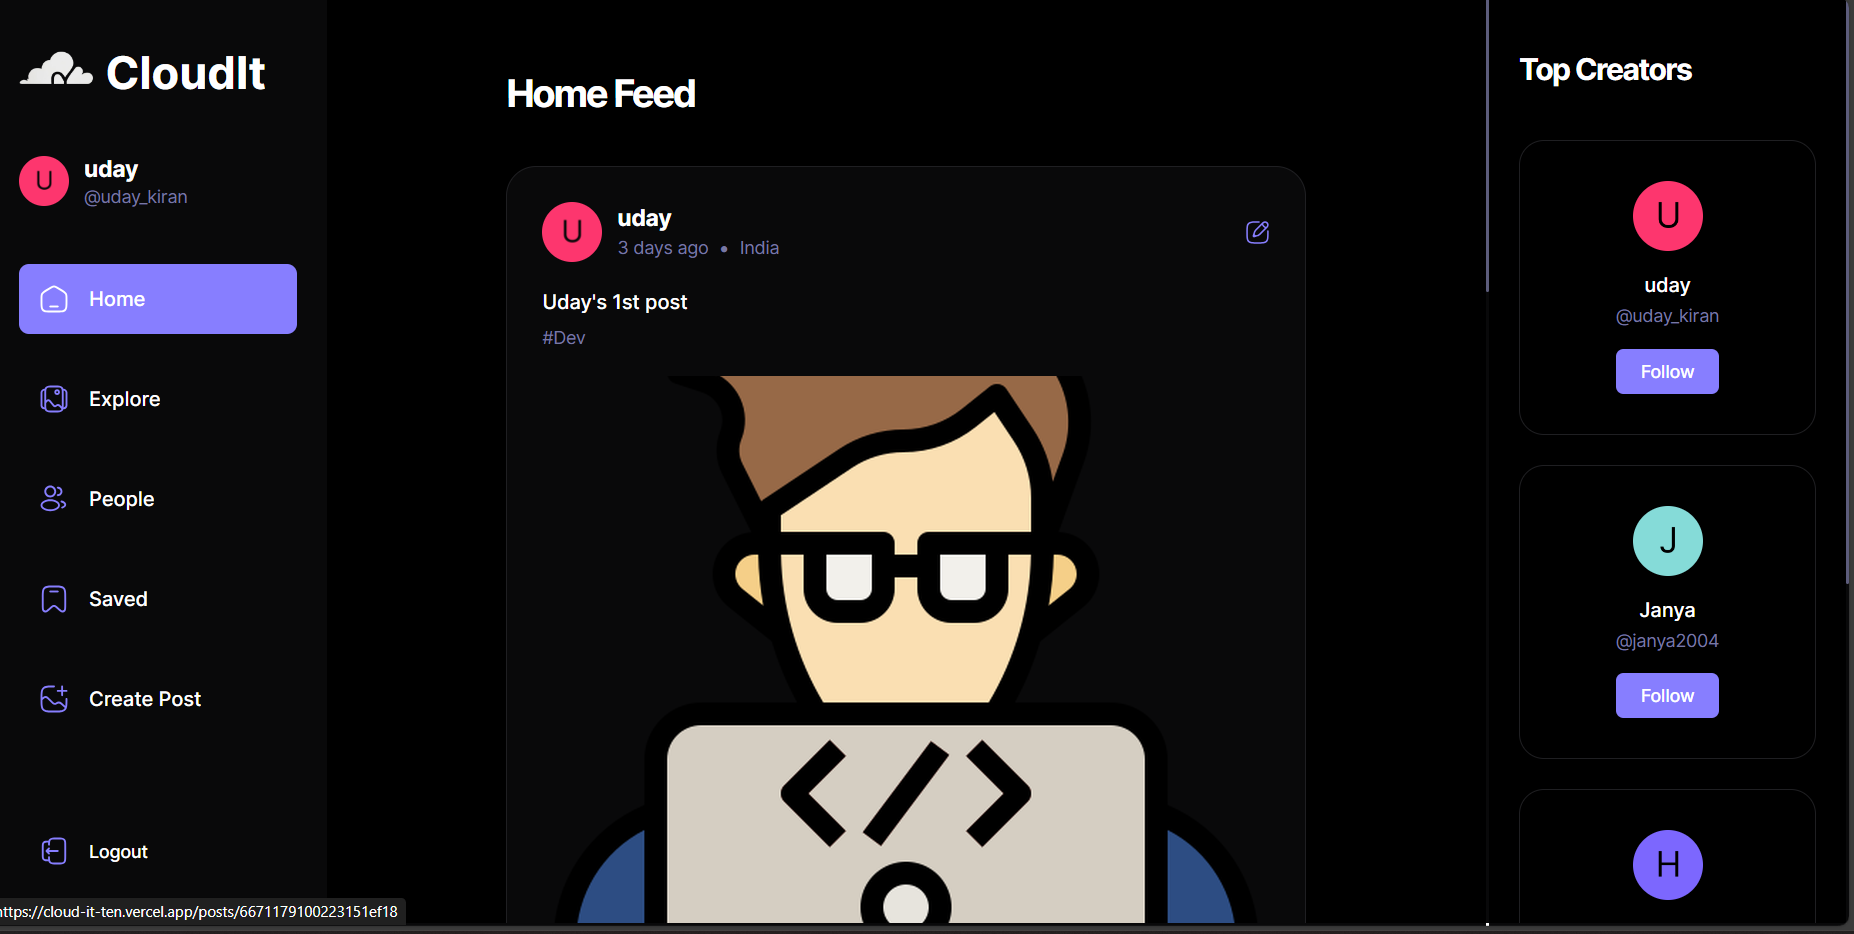 CloudIt
U
uday
@uday_kiran
Home
Explore
People
Saved
Create Post
Logout
Home Feed
U
uday
3 days ago • India
Uday's 1st post
#Dev
</>
Top Creators
U
uday
@uday_kiran
Follow
J
Janya
@janya2004
Follow
H
https://cloud-it-ten.vercel.app/posts/6671179100223151ef18